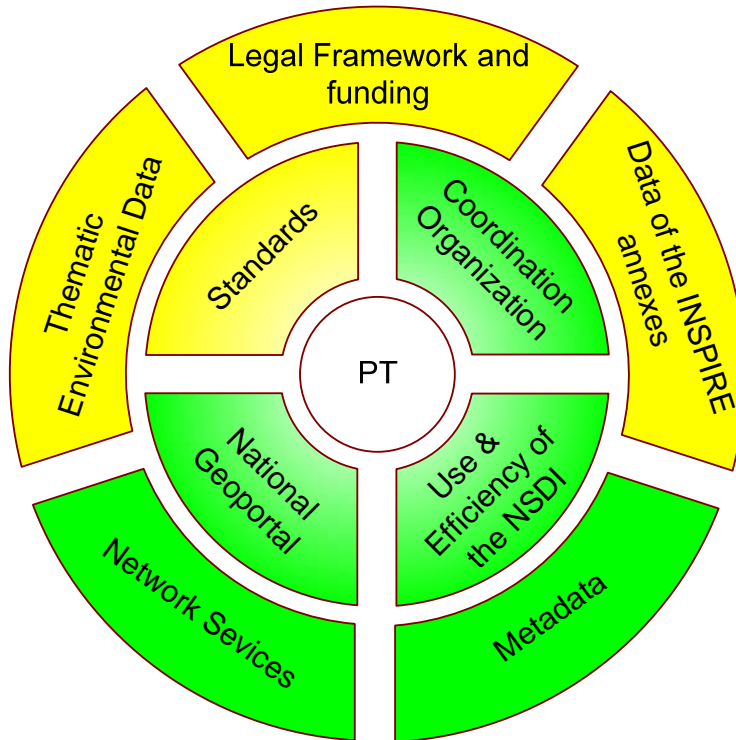 Legal Framework and
funding
Thematic
Environmental Data
Data of the INSPIRE
annexes
Standards
Coordination
Organization
PT
National
Geoportal
Use &
Efficiency of
the NSDI
Network Sevices
Metadata